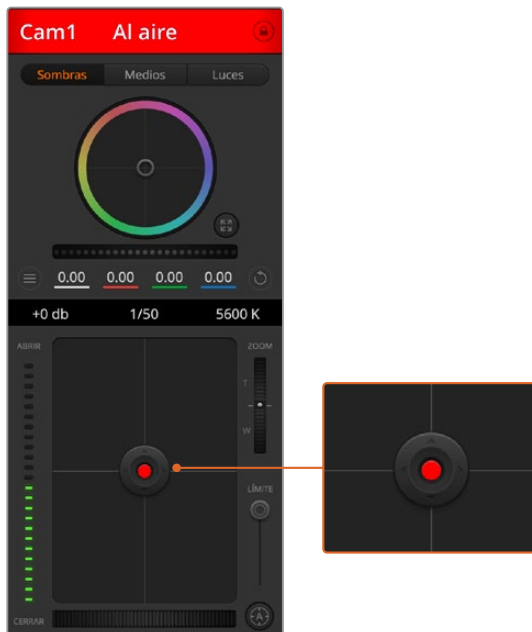 Cam1 Al aire
Sombras Medios Luces
0.00 0.00 0.00 0.00
+0 db 1/50 5600 K
ABRIR ZOOM
T
W
LÍMITE
CERRAR A